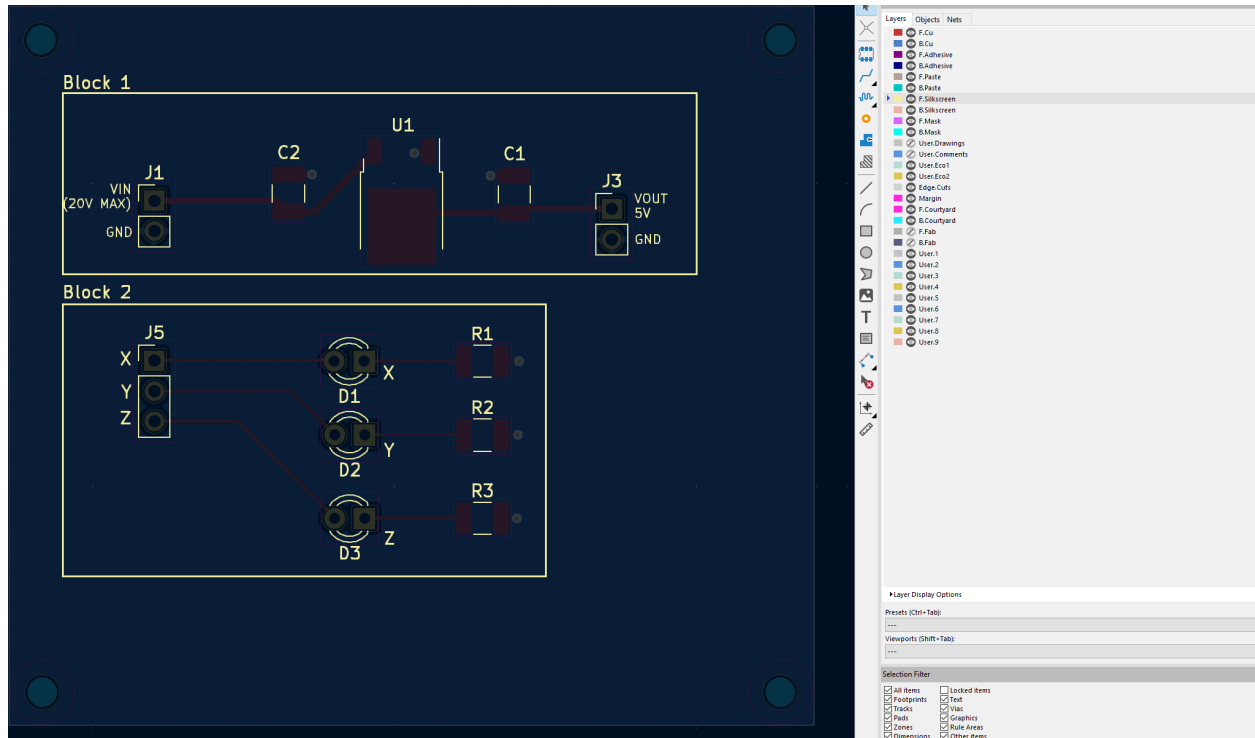 Block 1
U1
C2
C1
J1
J3
VIN
(20V MAX)
GND
VOUT
5V
GND
Block 2
J5
R1
X
X
D1
Y
R2
Z
Y
D2
R3
Z
D3
T
Layers Objects Nets
F.Cu
B.Cu
F.Adhesive
B.Adhesive
F.Paste
B.Paste
F.Silkscreen
B.Silkscreen
F.Mask
B.Mask
User.Drawings
User.Comments
User.Eco1
User.Eco2
Edge.Cuts
Margin
F.Courtyard
B.Courtyard
F.Fab
B.Fab
User.1
User.2
User.3
User.4
User.5
User.6
User.7
User.8
User.9
Layer Display Options
Presets (Ctrl+Tab):
---
Viewports (Shift+Tab):
---
Selection Filter
All items Locked items
Footprints Text
Tracks Vias
Pads Graphics
Zones Rule Areas
Dimensions Other items